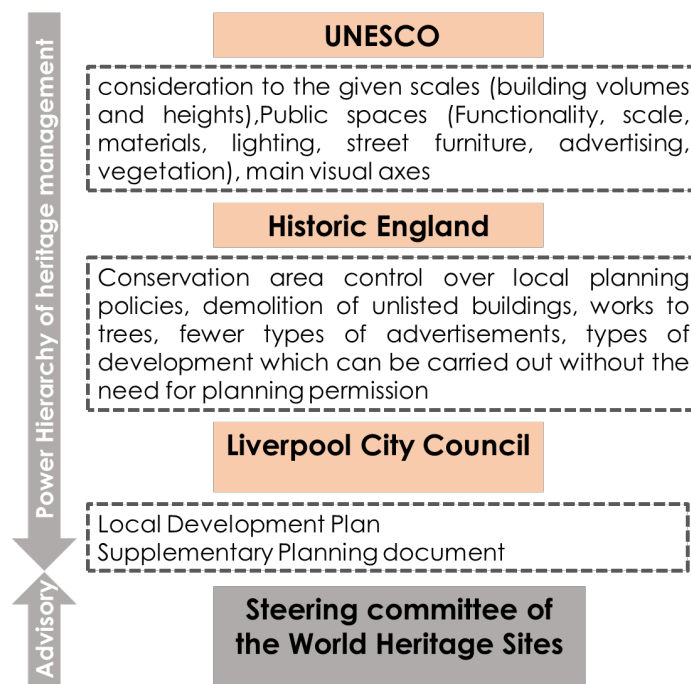 UNESCO
consideration to the given scales (building volumes
and heights),Public spaces (Functionality, scale,
materials, lighting, street furniture, advertising,
vegetation), main visual axes
Historic England
Conservation area control over local planning
policies, demolition of unlisted buildings, works to
trees, fewer types of advertisements, types of
development which can be carried out without the
need for planning permission
Liverpool City Council
Local Development Plan
Supplementary Planning document
Steering committee of
the World Heritage Sites
Power Hierarchy of heritage management
Advisory